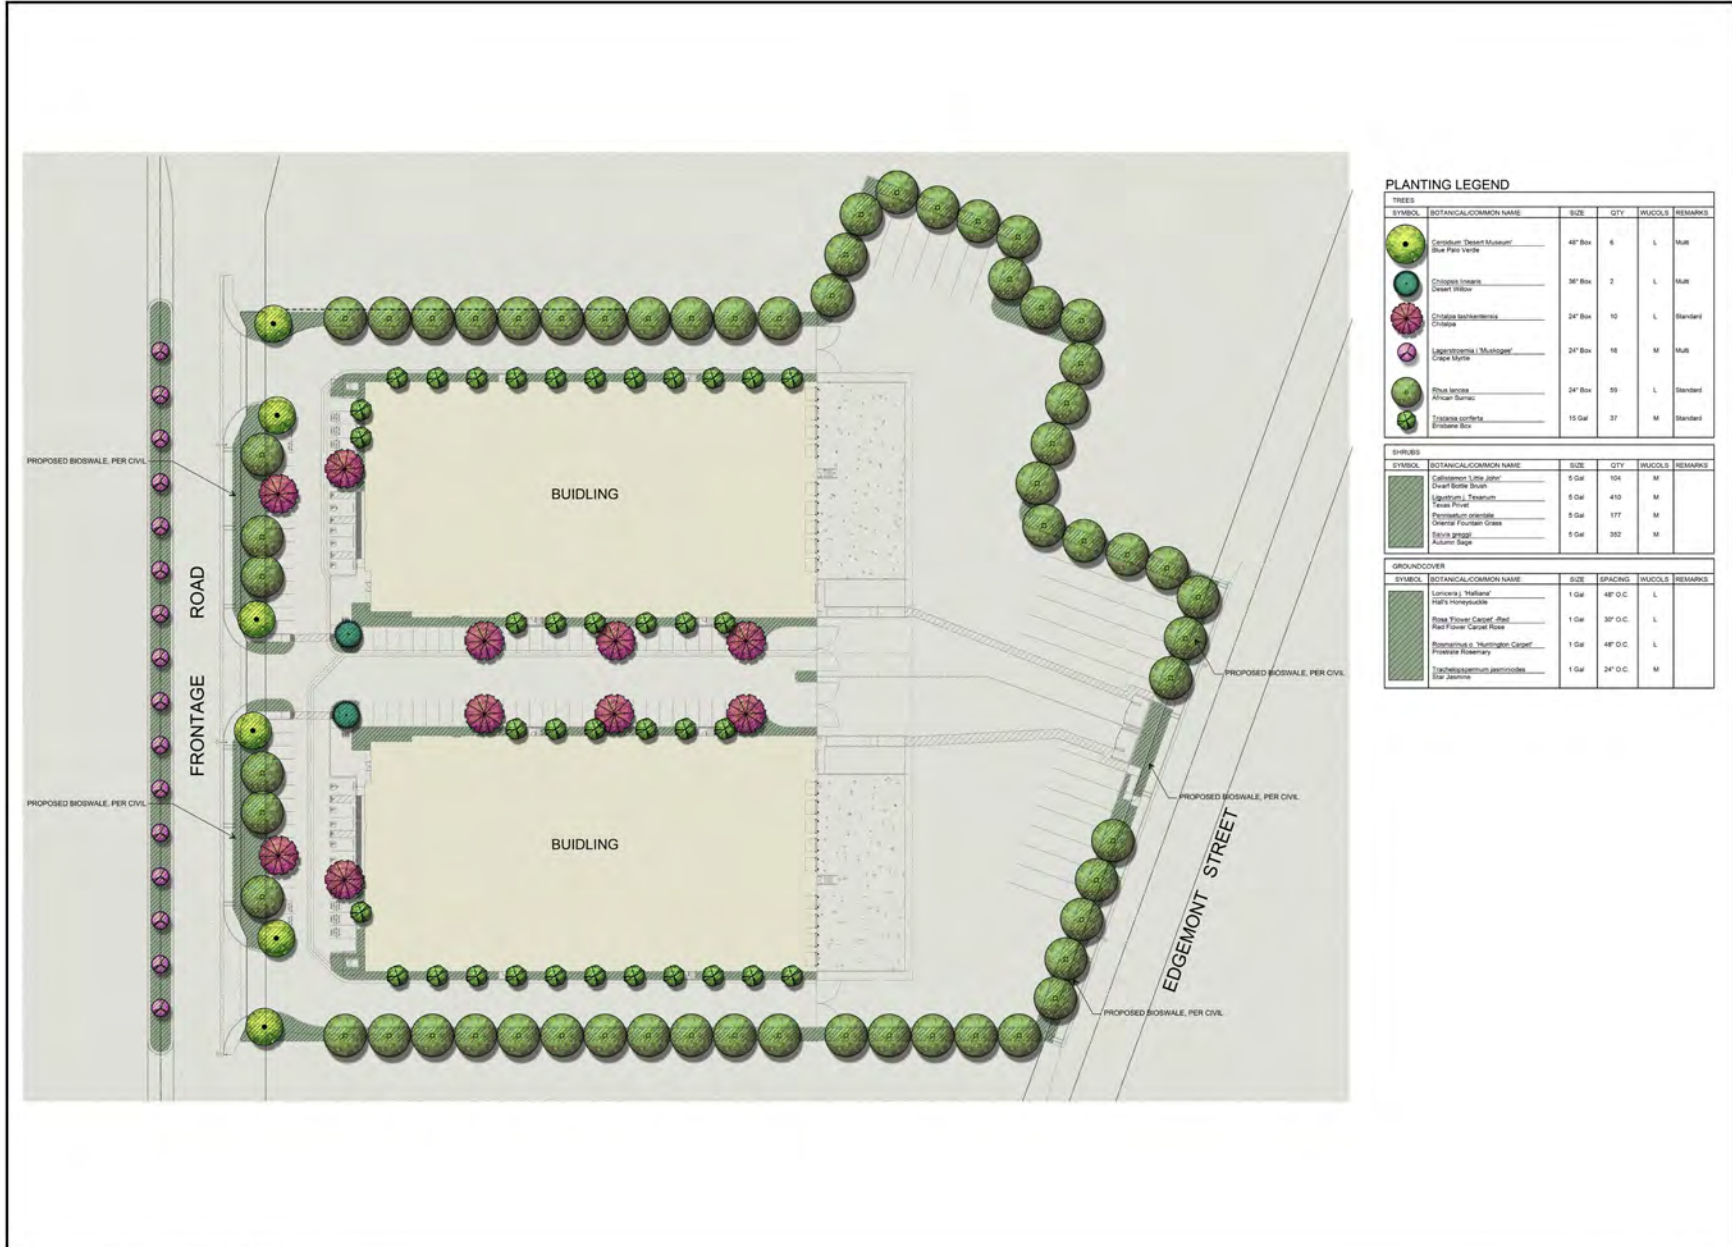 PLANTING LEGEND
TREES
SYMBOL BOTANICAL/COMMON NAME SIZE QTY WUCOLS REMARKS
Cercidium 'Desert Museum' 48" Box 6 L Multi
Blue Palo Verde
Chilopsis linearis 36" Box 2 L Multi
Desert Willow
Chitalpa tashkentensis 24" Box 10 L Standard
Chitalpa
Lagerstroemia i 'Muskogee' 24" Box 16 M Multi
Crape Myrtle
Rhus lancea 24" Box 59 L Standard
African Sumac
Tristania conferta 15 Gal 37 M Standard
Brisbane Box
SHRUBS
SYMBOL BOTANICAL/COMMON NAME SIZE QTY WUCOLS REMARKS
Callistemon 'Little John' 5 Gal 104 M
Dwarf Bottle Brush
Ligustrum j. Texanum 5 Gal 410 M
Texas Privet
Pennisetum orientale 5 Gal 177 M
Oriental Fountain Grass
Salvia greggii 5 Gal 352 M
Autumn Sage
GROUNDCOVER
SYMBOL BOTANICAL/COMMON NAME SIZE SPACING WUCOLS REMARKS
Lonicera j. 'Halliana' 1 Gal 48" O.C. L
Hall's Honeysuckle
Rosa 'Flower Carpet' -Red 1 Gal 30" O.C. L
Red Flower Carpet Rose
Rosmarinus o. 'Huntington Carpet' 1 Gal 48" O.C. L
Prostrate Rosemary
Trachelopspermum jasminoides 1 Gal 24" O.C. M
Star Jasmine
PROPOSED BIOSWALE, PER CIVIL
BUIDLING
FRONTAGE ROAD
PROPOSED BIOSWALE, PER CIVIL
PROPOSED BIOSWALE, PER CIVIL
PROPOSED BIOSWALE, PER CIVIL
BUIDLING
EDGEMONT STREET
PROPOSED BIOSWALE, PER CIVIL